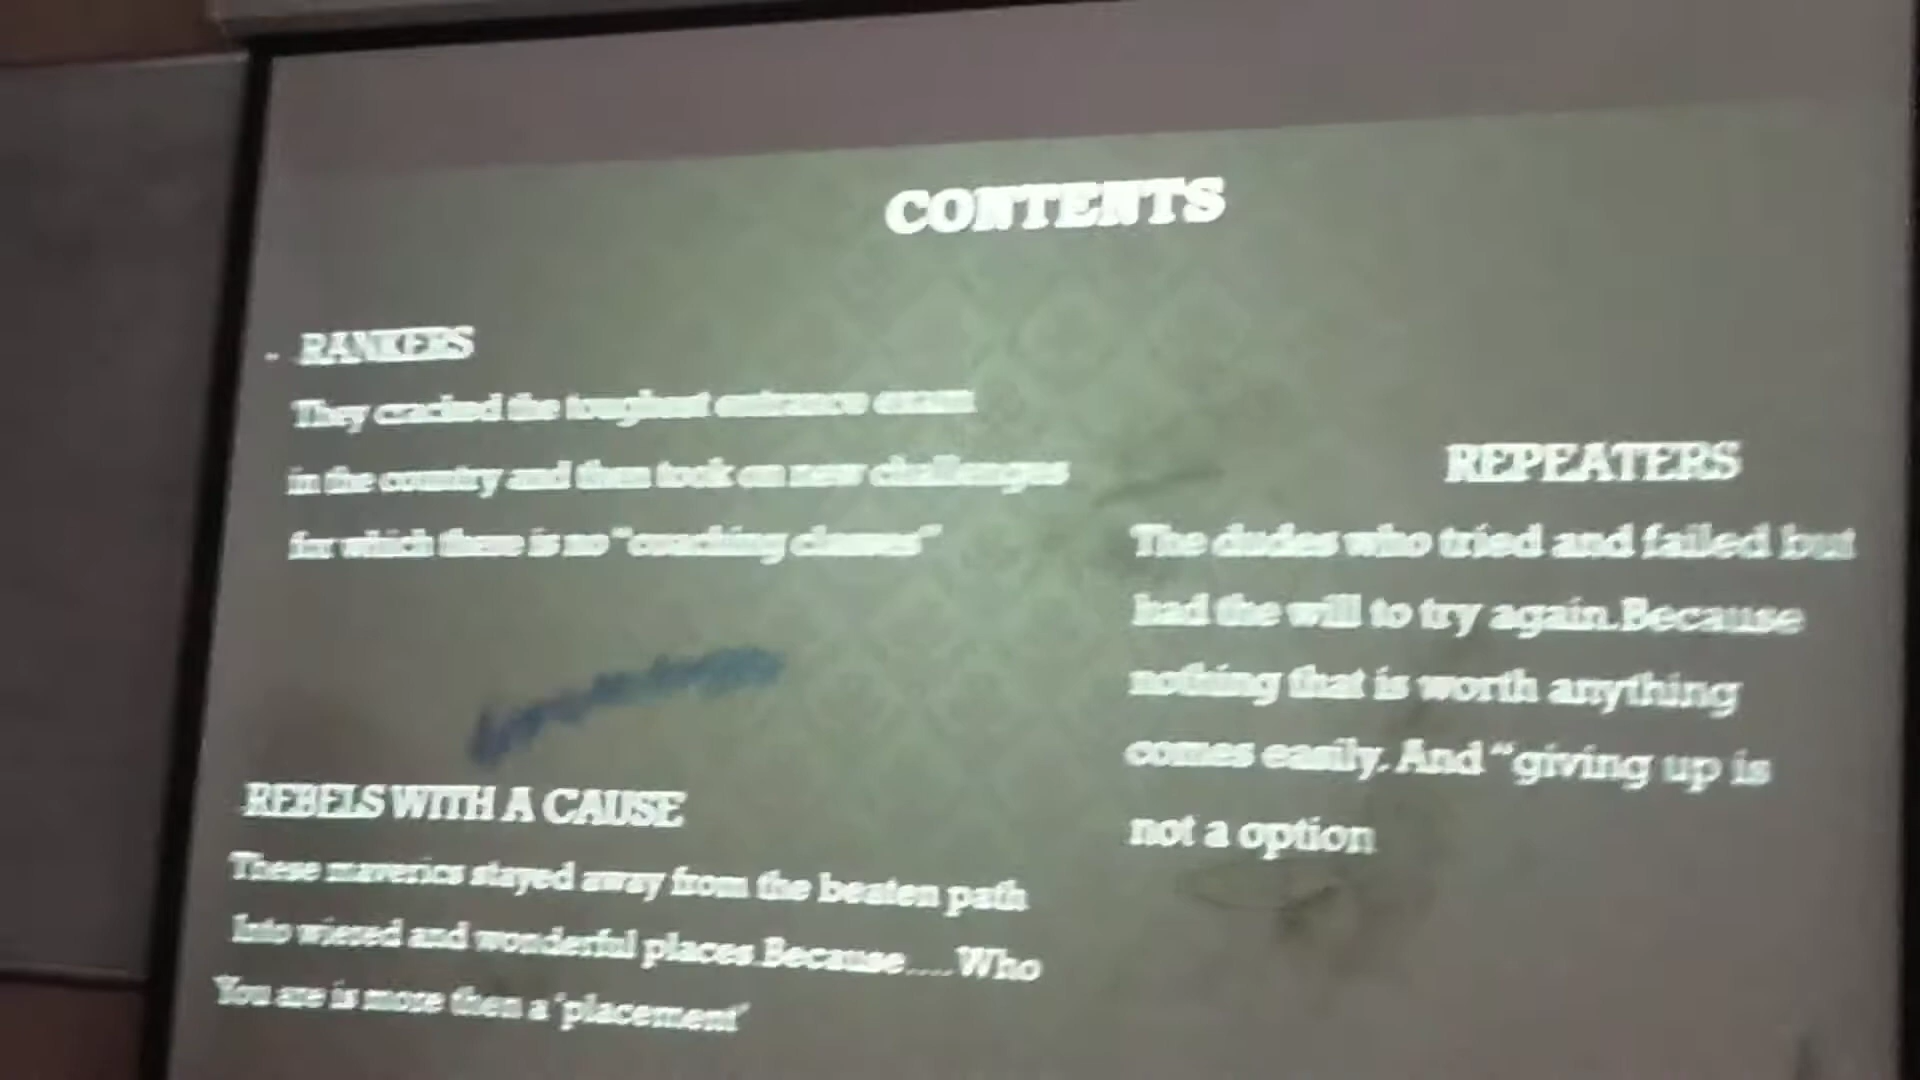 CONTENTS
- RANKERS
They cracked the toughest entrance exam
in the country and then took on new challenges
for which there is no "coaching classes"
REPEATERS
The dudes who tried and failed but
had the will to try again.Because
nothing that is worth anything
comes easily. And "giving up is
not a option
REBELS WITH A CAUSE
These maverics stayed away from the beaten path
Into wiered and wonderful places.Because.... Who
You are is more then a 'placement'